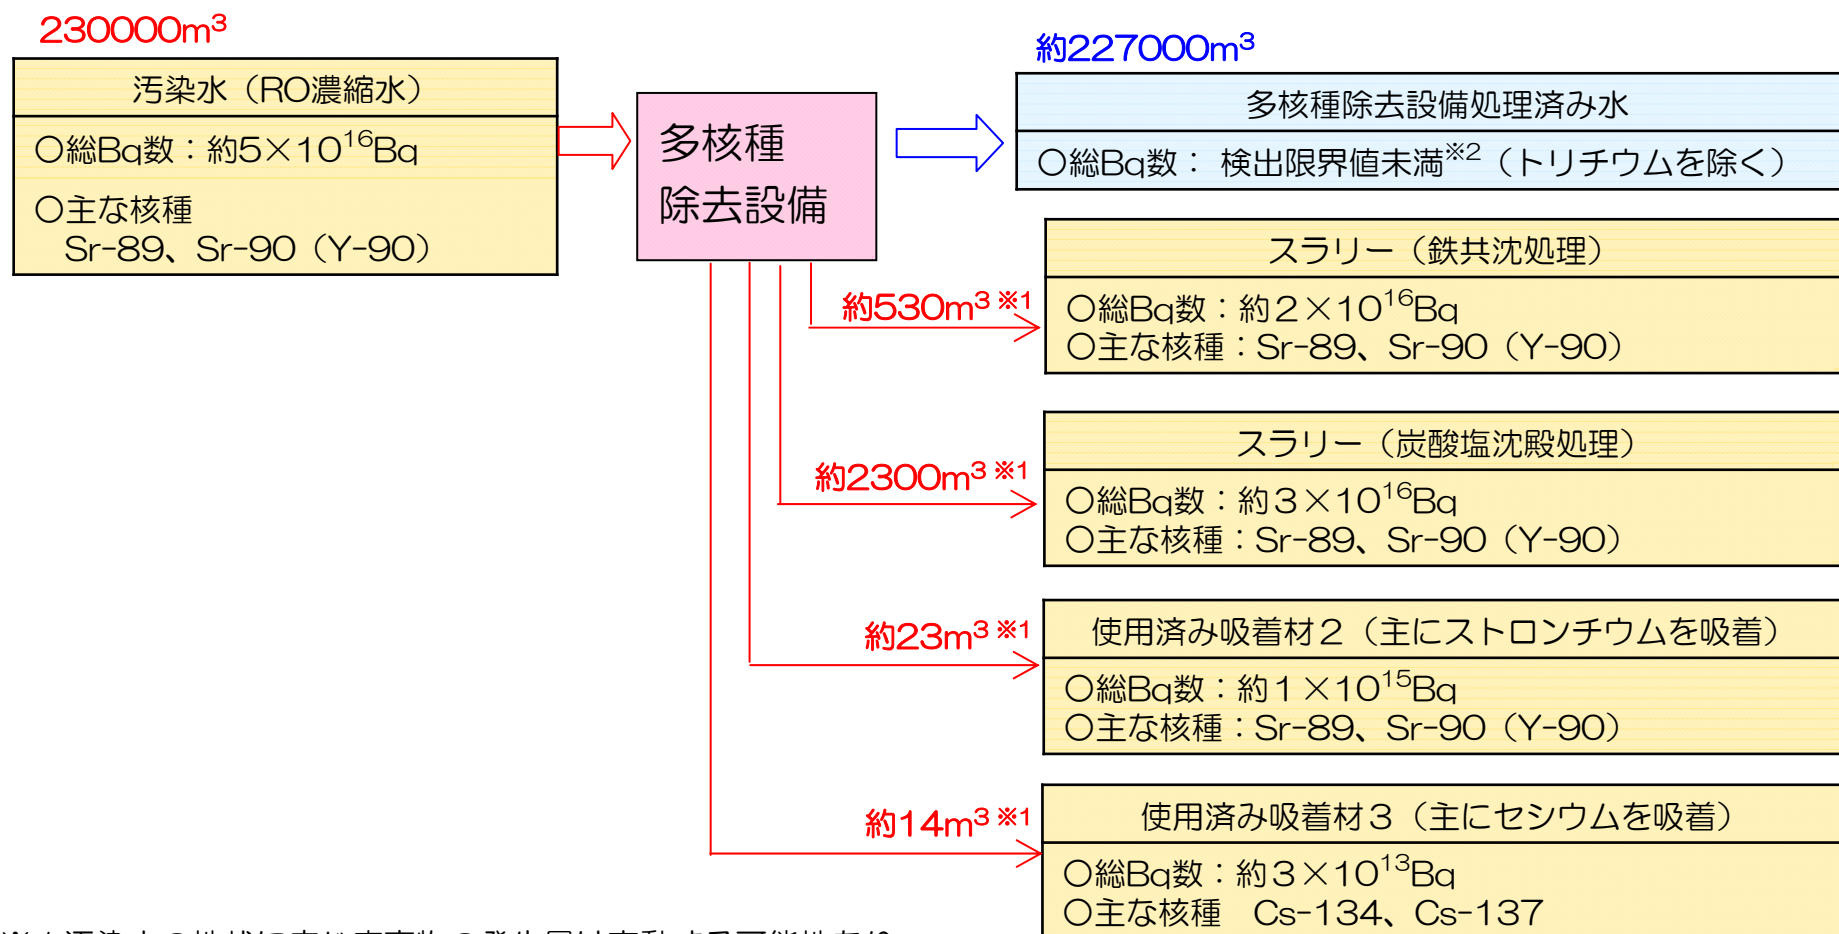 230000m³
汚染水（RO濃縮水）
○総Bq数：約5×10¹⁶Bq
○主な核種
Sr-89、Sr-90（Y-90）
多核種
除去設備
約227000m³
多核種除去設備処理済み水
○総Bq数： 検出限界値未満※2（トリチウムを除く）
約530m³ ※1
スラリー（鉄共沈処理）
○総Bq数：約２×10¹⁶Bq
○主な核種：Sr-89、Sr-90（Y-90）
約2300m³ ※1
スラリー（炭酸塩沈殿処理）
○総Bq数：約３×10¹⁶Bq
○主な核種：Sr-89、Sr-90（Y-90）
約23m³ ※1
使用済み吸着材２（主にストロンチウムを吸着）
○総Bq数：約１×10¹⁵Bq
○主な核種：Sr-89、Sr-90（Y-90）
約14m³ ※1
使用済み吸着材３（主にセシウムを吸着）
○総Bq数：約３×10¹³Bq
○主な核種　Cs-134、Cs-137